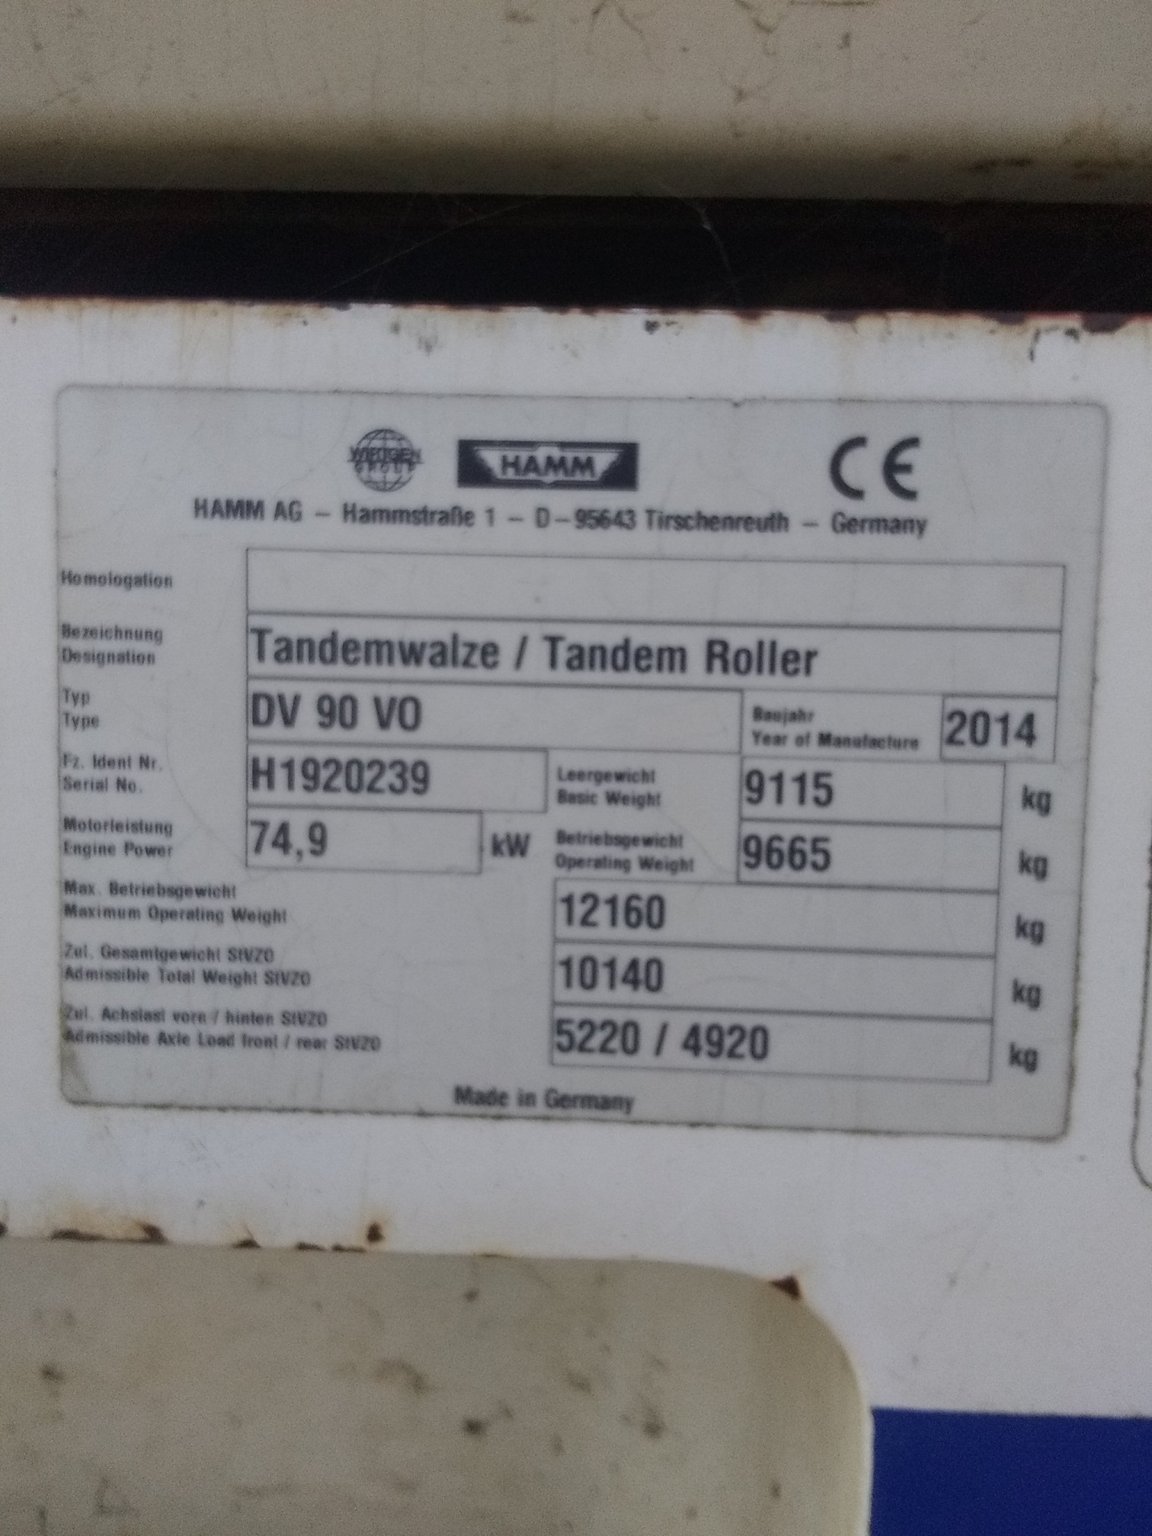 WIRTGEN
GROUP
HAMM
CE
HAMM AG – Hammstraße 1 – D–95643 Tirschenreuth – Germany
Homologation
Bezeichnung
Designation
Tandemwalze / Tandem Roller
Typ
Type
DV 90 VO
Baujahr
Year of Manufacture
2014
Fz. Ident Nr.
Serial No.
H1920239
Leergewicht
Basic Weight
9115 kg
Motorleistung
Engine Power
74,9 kW
Betriebsgewicht
Operating Weight
9665 kg
Max. Betriebsgewicht
Maximum Operating Weight
12160 kg
Zul. Gesamtgewicht StVZO
Admissible Total Weight StVZO
10140 kg
Zul. Achslast vorn / hinten StVZO
Admissible Axle Load front / rear StVZO
5220 / 4920 kg
Made in Germany